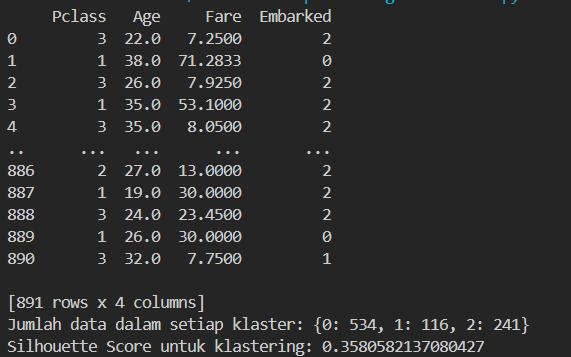 Pclass Age Fare Embarked
0 3 22.0 7.2500 2
1 1 38.0 71.2833 0
2 3 26.0 7.9250 2
3 1 35.0 53.1000 2
4 3 35.0 8.0500 2
.. ... ... ... ...
886 2 27.0 13.0000 2
887 1 19.0 30.0000 2
888 3 24.0 23.4500 2
889 1 26.0 30.0000 0
890 3 32.0 7.7500 1
[891 rows x 4 columns]
Jumlah data dalam setiap klaster: {0: 534, 1: 116, 2: 241}
Silhouette Score untuk klastering: 0.3580582137080427